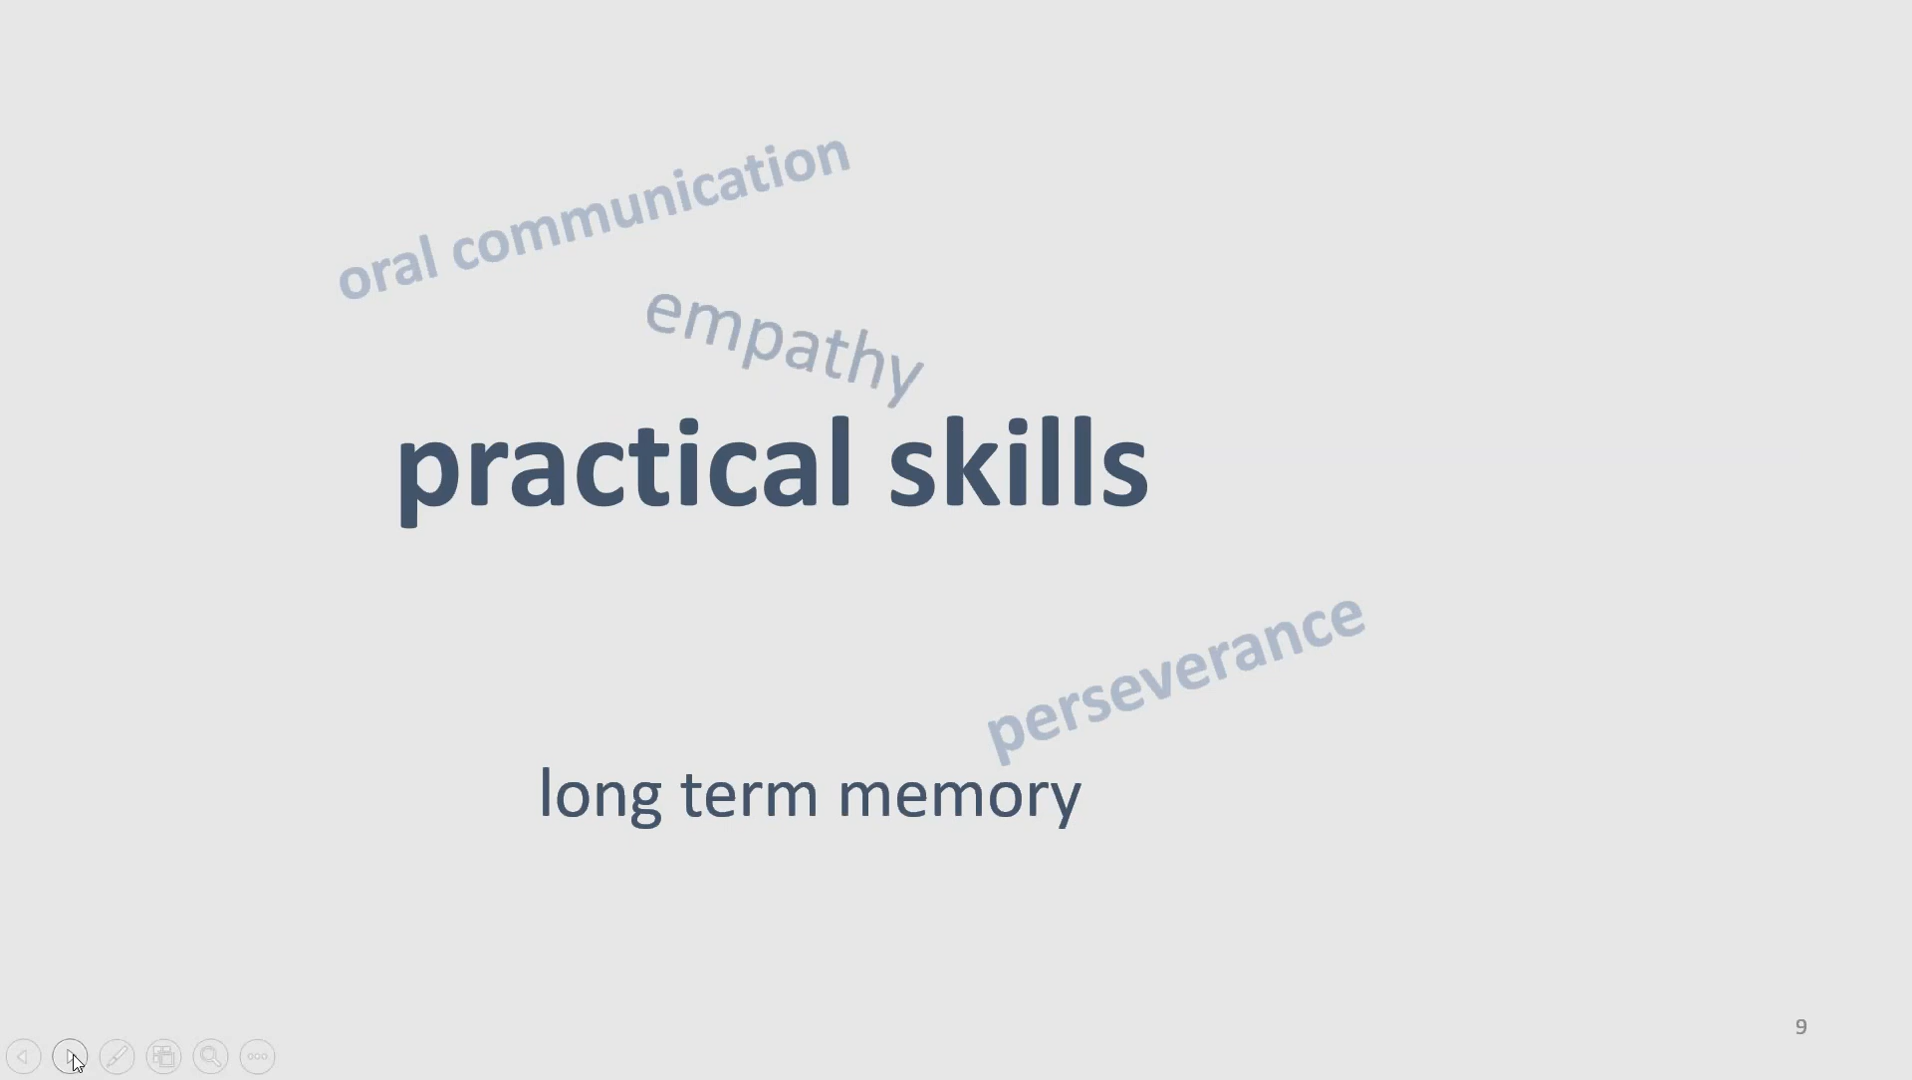 oral communication
empathy
practical skills
perseverance
long term memory
9